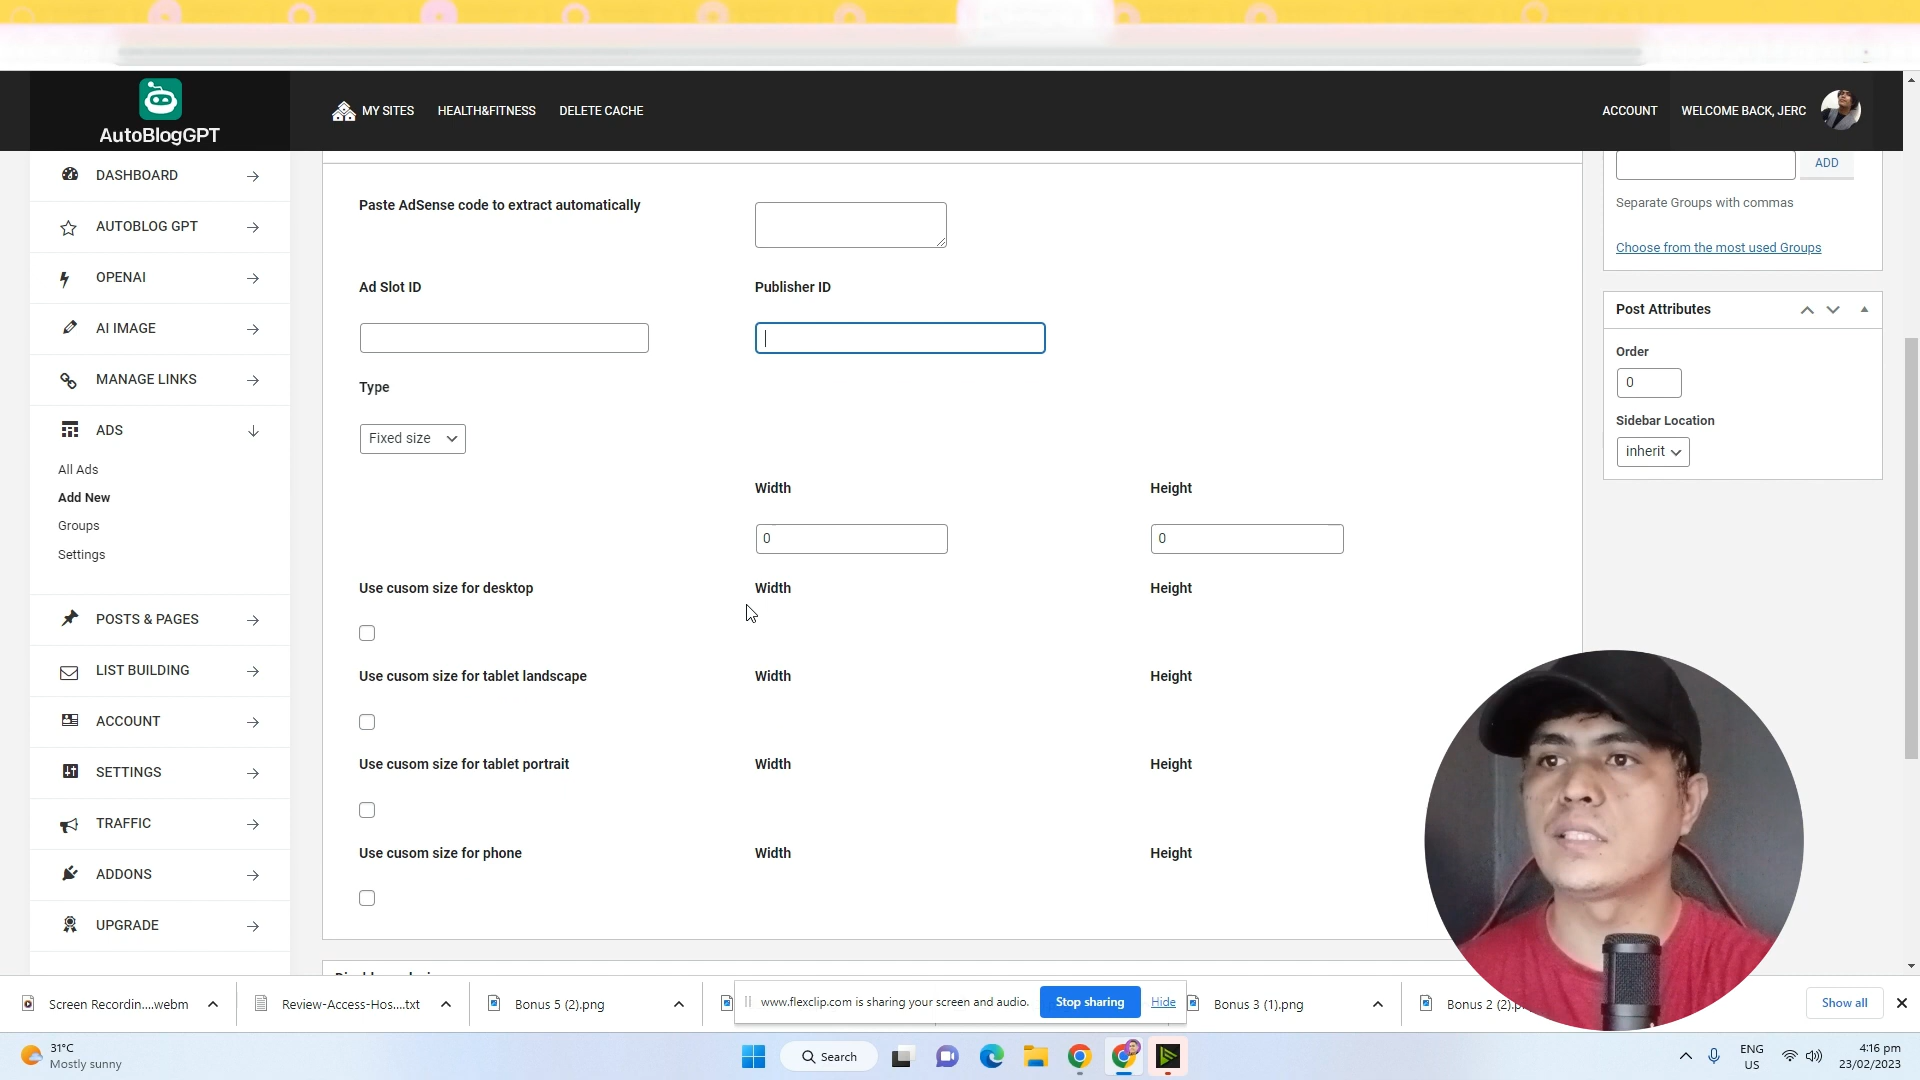 AutoBlogGPT
MY SITES
HEALTH&FITNESS
DELETE CACHE
ACCOUNT
WELCOME BACK, JERC
DASHBOARD
AUTOBLOG GPT
OPENAI
AI IMAGE
MANAGE LINKS
ADS
All Ads
Add New
Groups
Settings
POSTS & PAGES
LIST BUILDING
ACCOUNT
SETTINGS
TRAFFIC
ADDONS
UPGRADE
Paste AdSense code to extract automatically
Ad Slot ID
Publisher ID
Type
Fixed size
Width
Height
0
0
Use cusom size for desktop
Width
Height
Use cusom size for tablet landscape
Width
Height
Use cusom size for tablet portrait
Width
Height
Use cusom size for phone
Width
Height
ADD
Separate Groups with commas
Choose from the most used Groups
Post Attributes
Order
0
Sidebar Location
inherit
Screen Recordin....webm
Review-Access-Hos....txt
Bonus 5 (2).png
www.flexclip.com is sharing your screen and audio.
Stop sharing
Hide
Bonus 3 (1).png
Bonus 2 (2).p
Show all
31°C
Mostly sunny
Search
ENG
US
4:16 pm
23/02/2023